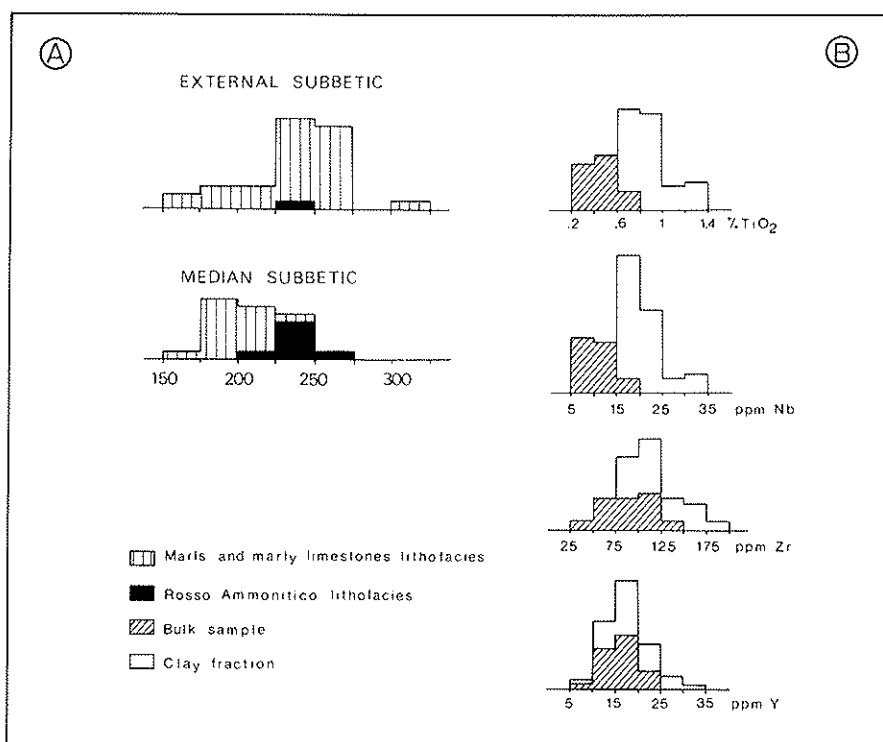 A
B
EXTERNAL SUBBETIC
MEDIAN SUBBETIC
150 200 250 300
Marls and marly limestones lithofacies
Rosso Ammonitico lithofacies
Bulk sample
Clay fraction
.2 .6 1 1.4 %TiO2
5 15 25 35 ppm Nb
25 75 125 175 ppm Zr
5 15 25 35 ppm Y